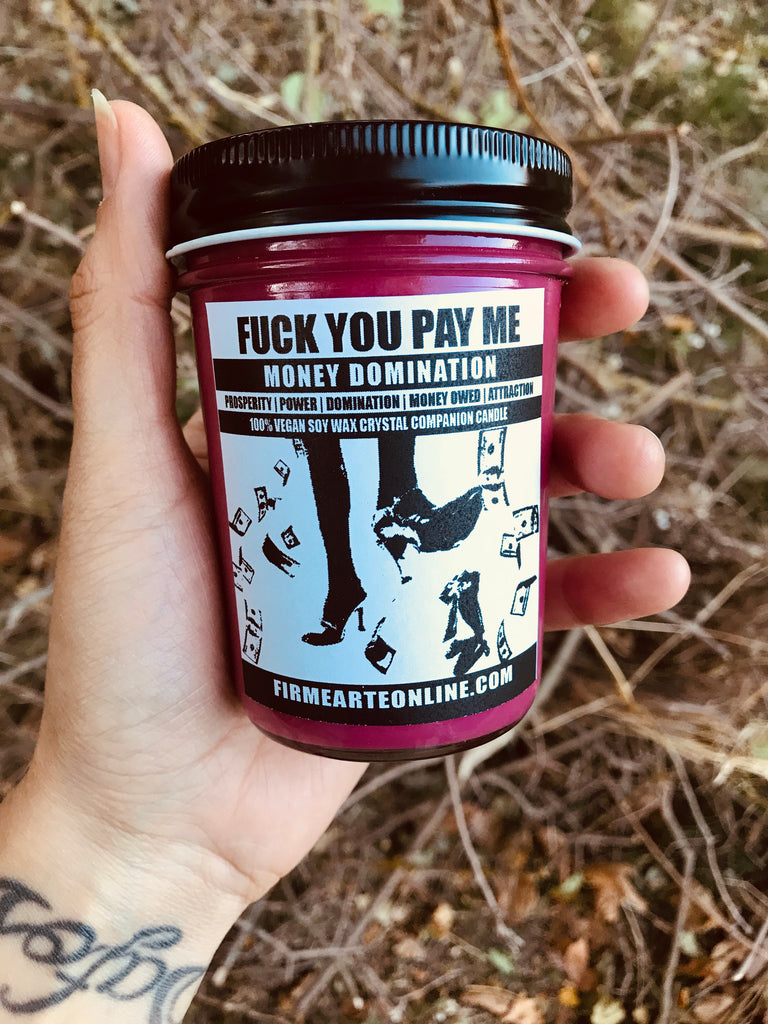 FUCK YOU PAY ME
MONEY DOMINATION
PROSPERITY | POWER | DOMINATION | MONEY OWED | ATTRACTION
100% VEGAN SOY WAX CRYSTAL COMPANION CANDLE
FIRMEARTEONLINE.COM